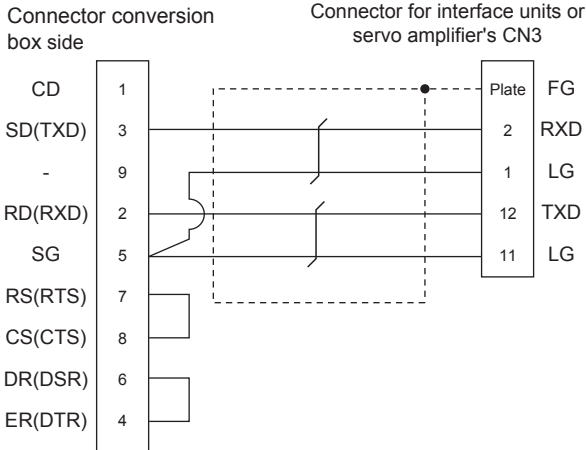 Connector conversion
box side
Connector for interface units or
servo amplifier's CN3
CD 1 Plate FG
SD(TXD) 3 2 RXD
- 9 1 LG
RD(RXD) 2 12 TXD
SG 5 11 LG
RS(RTS) 7
CS(CTS) 8
DR(DSR) 6
ER(DTR) 4